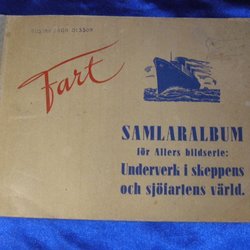 Fart
SAMLARALBUM
för Allers bildserie:
Underverk i skeppens
och sjöfartens värld.